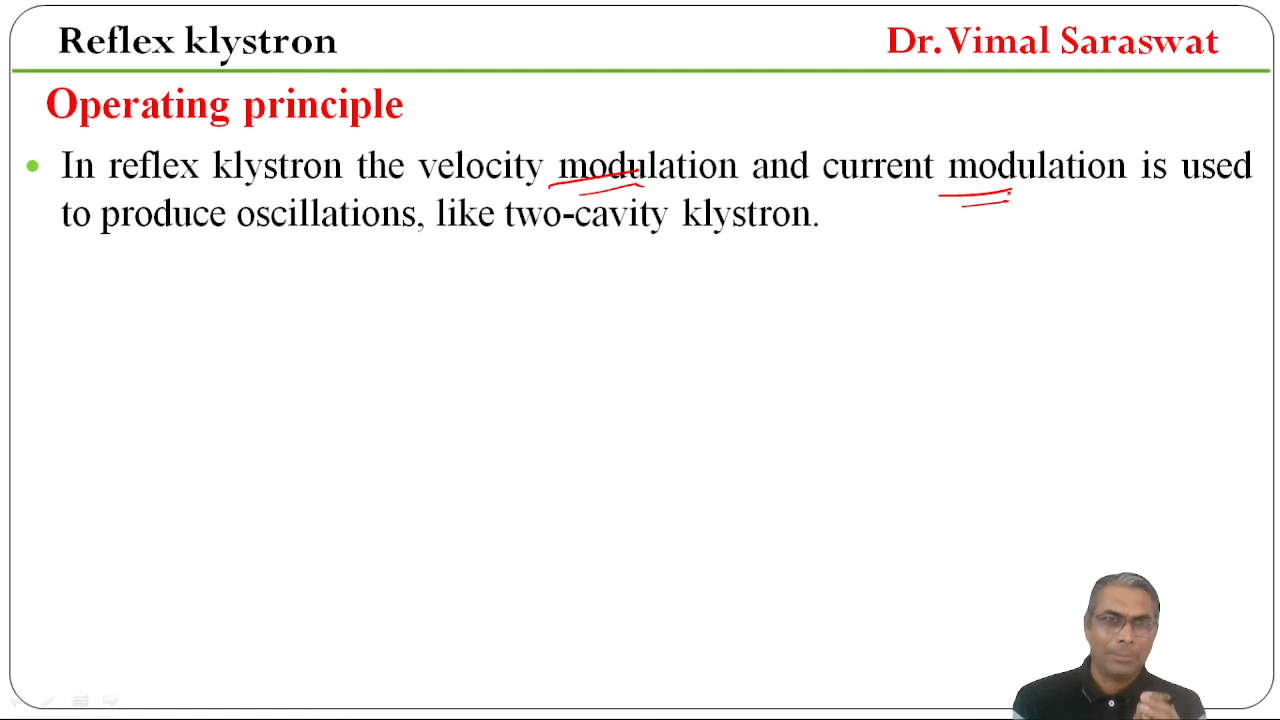 Reflex klystron
Dr. Vimal Saraswat
Operating principle
• In reflex klystron the velocity modulation and current modulation is used
to produce oscillations, like two-cavity klystron.